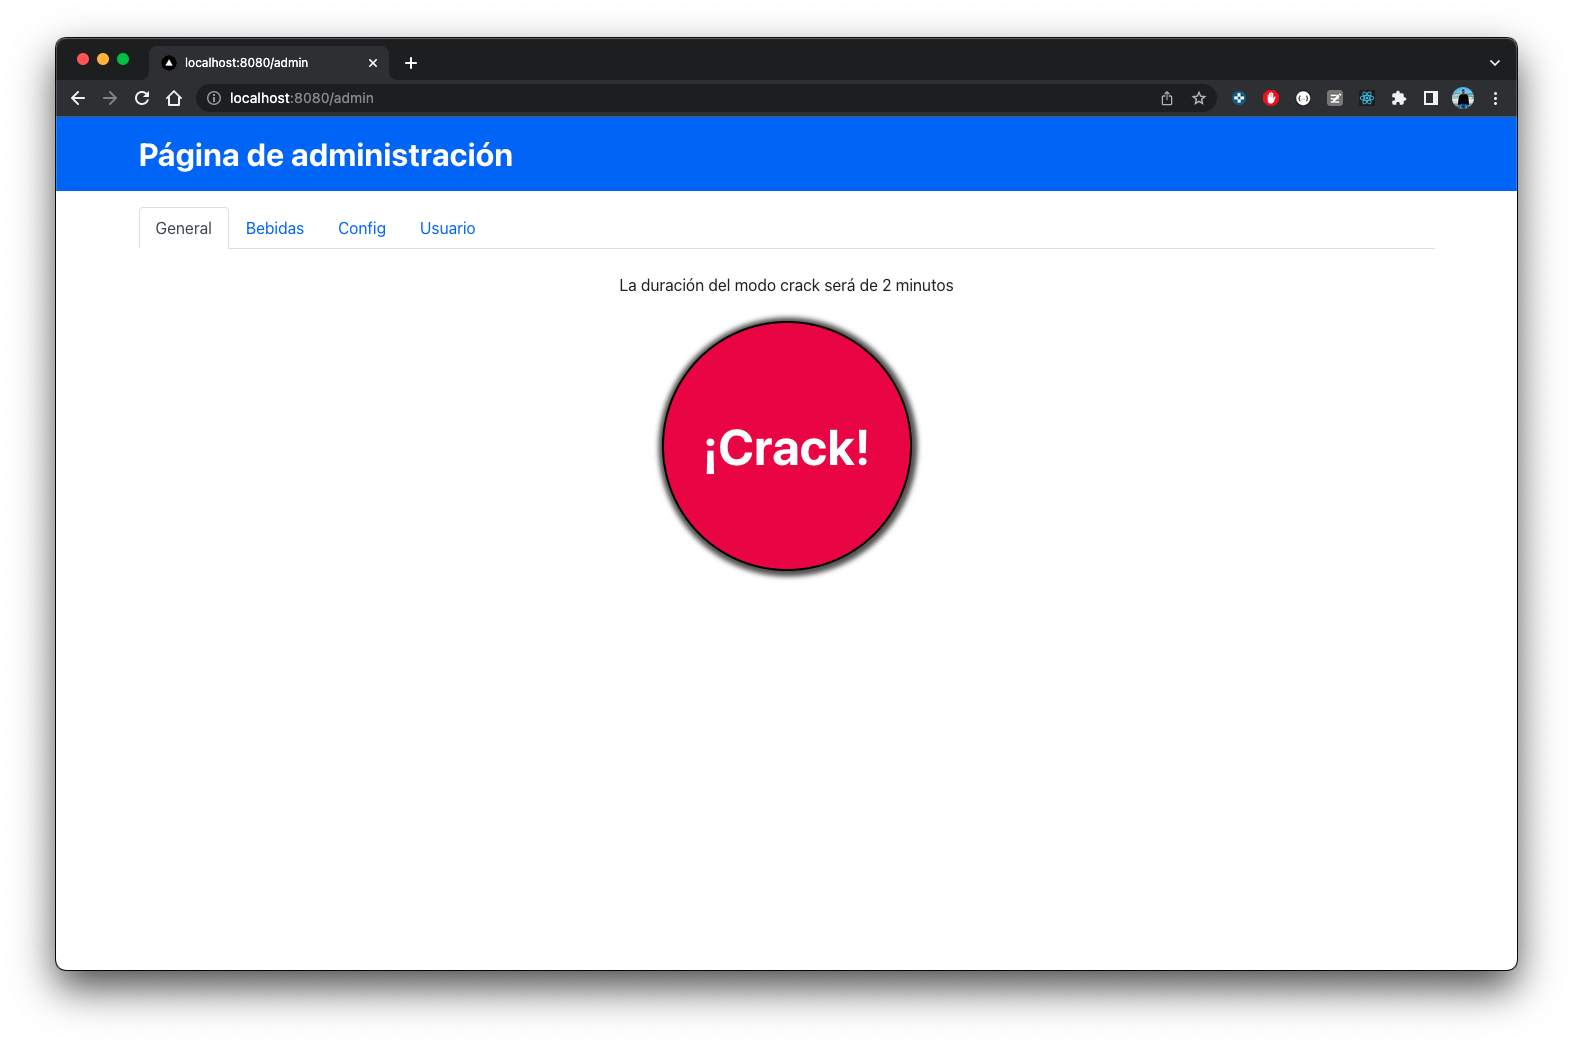 localhost:8080/admin
localhost:8080/admin
Página de administración
General Bebidas Config Usuario
La duración del modo crack será de 2 minutos
¡Crack!